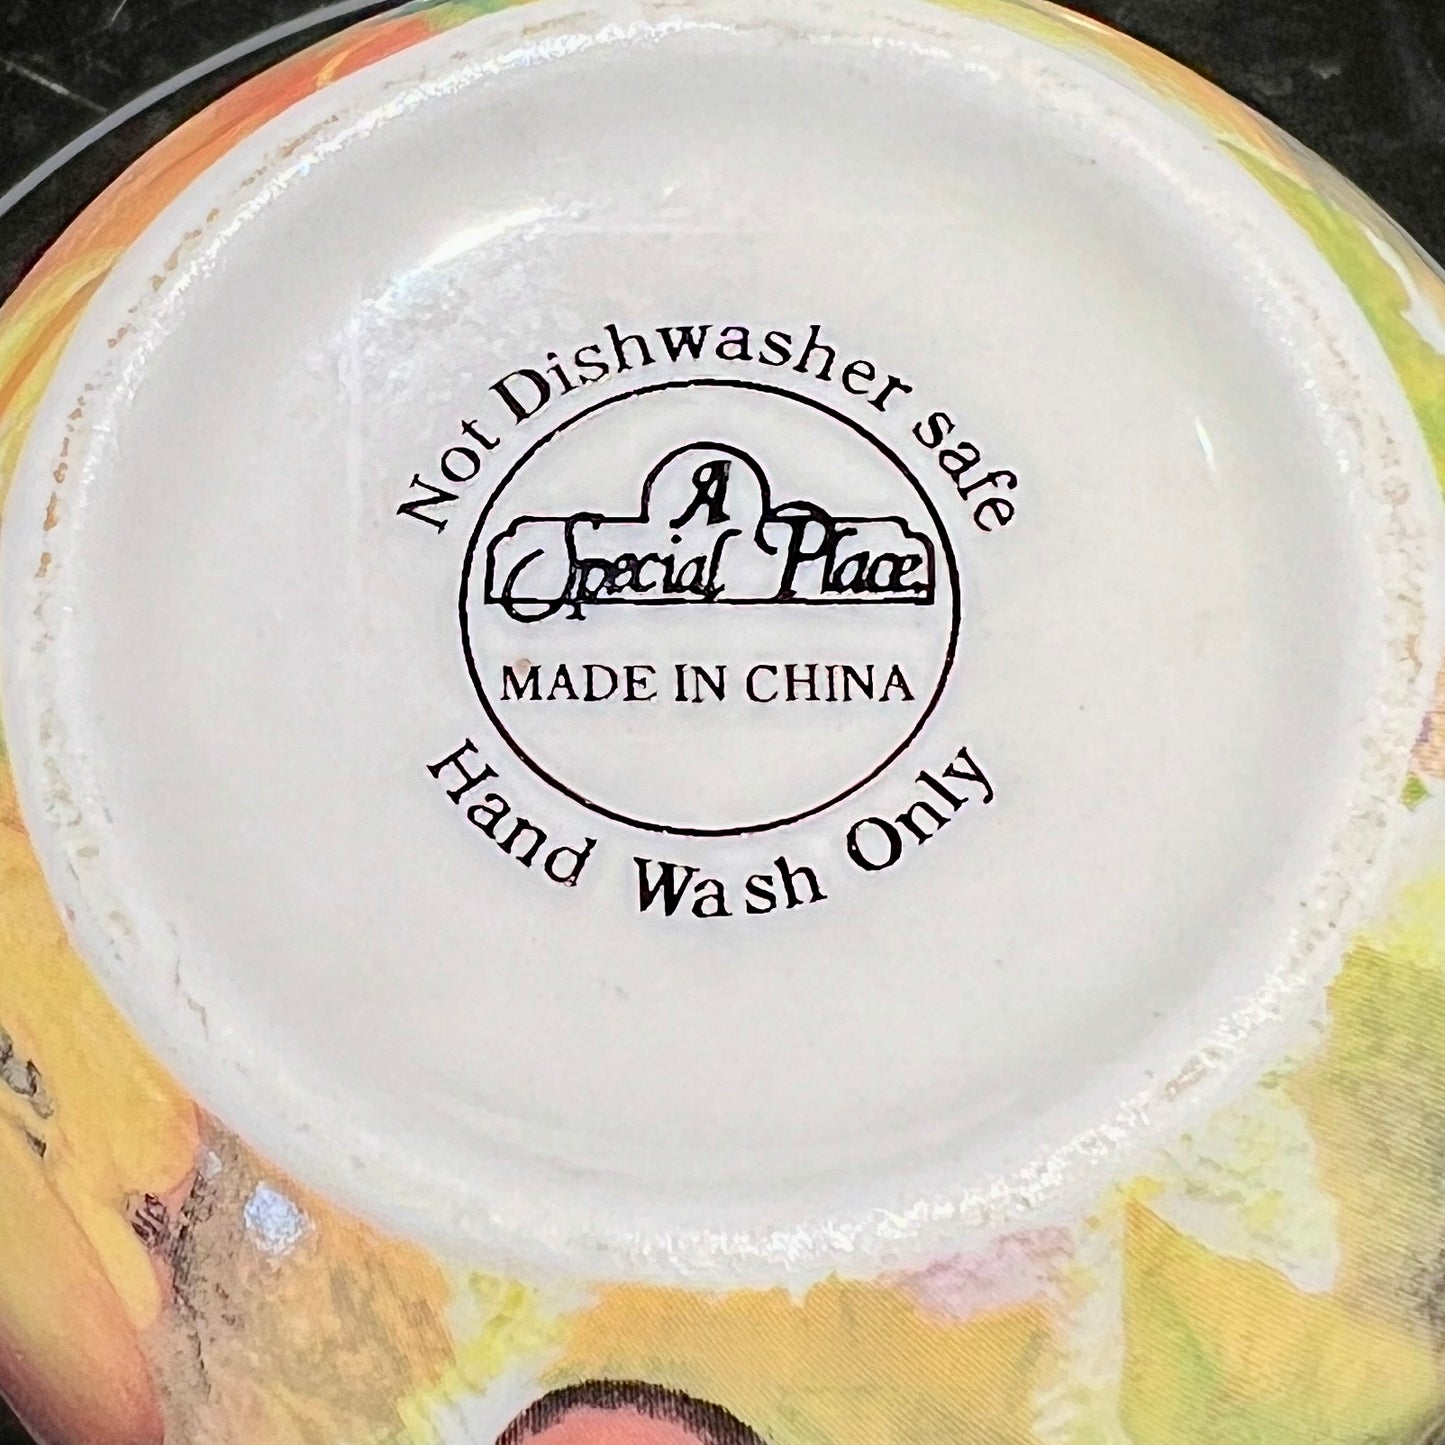 Not Dishwasher safe
A
Special Place
MADE IN CHINA
Hand Wash Only